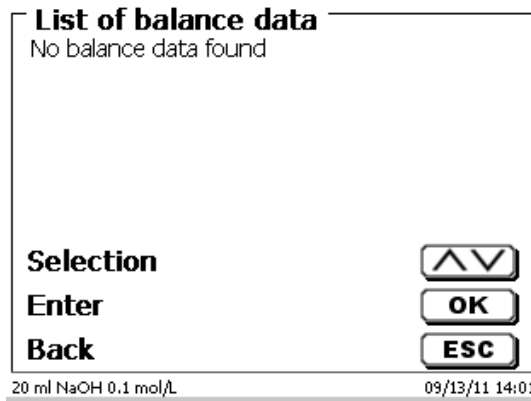 List of balance data
No balance data found
Selection
Enter OK
Back ESC
20 ml NaOH 0.1 mol/L 09/13/11 14:01